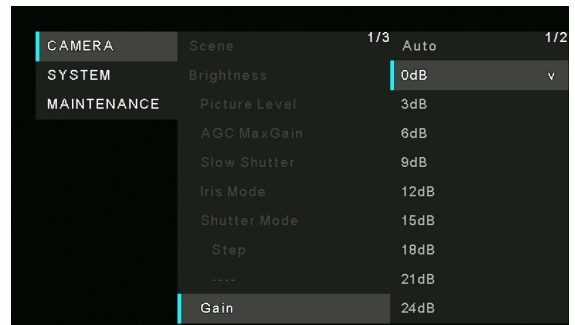 CAMERA
SYSTEM
MAINTENANCE
1/3
Scene
Brightness
Picture Level
AGC MaxGain
Slow Shutter
Iris Mode
Shutter Mode
Step
----
Gain
1/2
Auto
0dB v
3dB
6dB
9dB
12dB
15dB
18dB
21dB
24dB